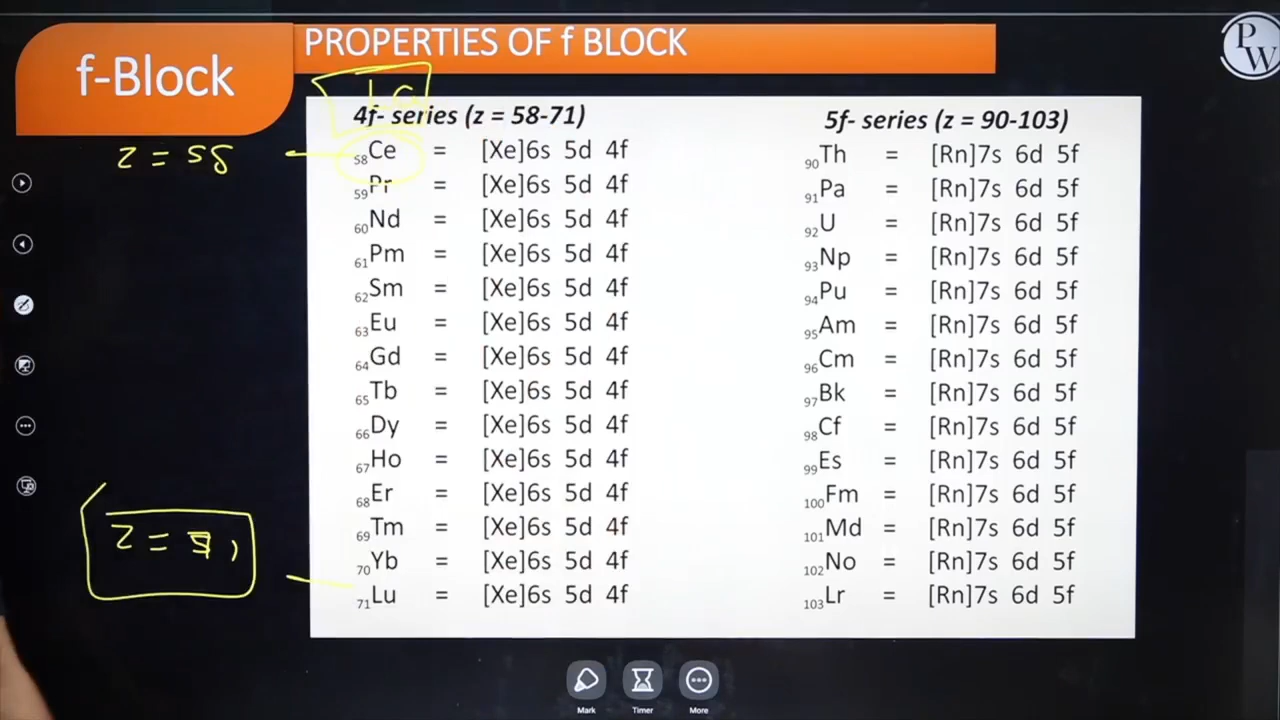 f-Block
PROPERTIES OF f BLOCK
PW
4f- series (z = 58-71)
z = 58
58Ce = [Xe]6s 5d 4f
59Pr = [Xe]6s 5d 4f
60Nd = [Xe]6s 5d 4f
61Pm = [Xe]6s 5d 4f
62Sm = [Xe]6s 5d 4f
63Eu = [Xe]6s 5d 4f
64Gd = [Xe]6s 5d 4f
65Tb = [Xe]6s 5d 4f
66Dy = [Xe]6s 5d 4f
67Ho = [Xe]6s 5d 4f
68Er = [Xe]6s 5d 4f
69Tm = [Xe]6s 5d 4f
70Yb = [Xe]6s 5d 4f
71Lu = [Xe]6s 5d 4f
z =
5f- series (z = 90-103)
90Th = [Rn]7s 6d 5f
91Pa = [Rn]7s 6d 5f
92U = [Rn]7s 6d 5f
93Np = [Rn]7s 6d 5f
94Pu = [Rn]7s 6d 5f
95Am = [Rn]7s 6d 5f
96Cm = [Rn]7s 6d 5f
97Bk = [Rn]7s 6d 5f
98Cf = [Rn]7s 6d 5f
99Es = [Rn]7s 6d 5f
100Fm = [Rn]7s 6d 5f
101Md = [Rn]7s 6d 5f
102No = [Rn]7s 6d 5f
103Lr = [Rn]7s 6d 5f
Mark
Timer
More